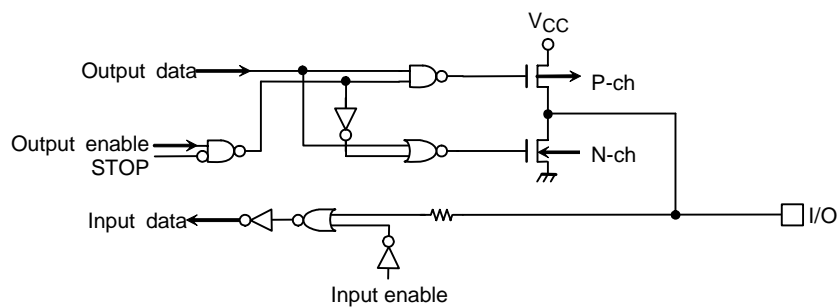 VCC
Output data
P-ch
Output enable
STOP
N-ch
Input data
I/O
Input enable